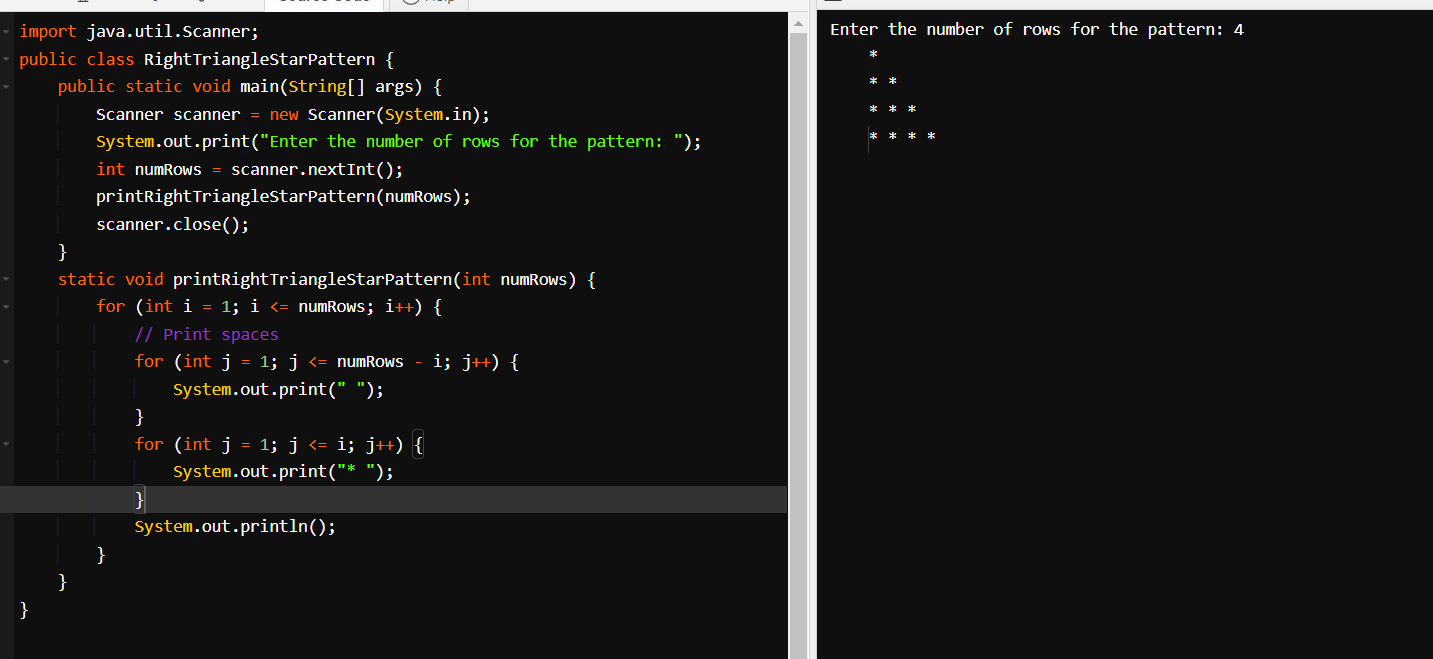 import java.util.Scanner;
public class RightTriangleStarPattern {
    public static void main(String[] args) {
        Scanner scanner = new Scanner(System.in);
        System.out.print("Enter the number of rows for the pattern: ");
        int numRows = scanner.nextInt();
        printRightTriangleStarPattern(numRows);
        scanner.close();
    }
    static void printRightTriangleStarPattern(int numRows) {
        for (int i = 1; i <= numRows; i++) {
            // Print spaces
            for (int j = 1; j <= numRows - i; j++) {
                System.out.print(" ");
            }
            for (int j = 1; j <= i; j++) {
                System.out.print("* ");
            }
            System.out.println();
        }
    }
}
Enter the number of rows for the pattern: 4
    *
    * *
    * * *
    * * * *